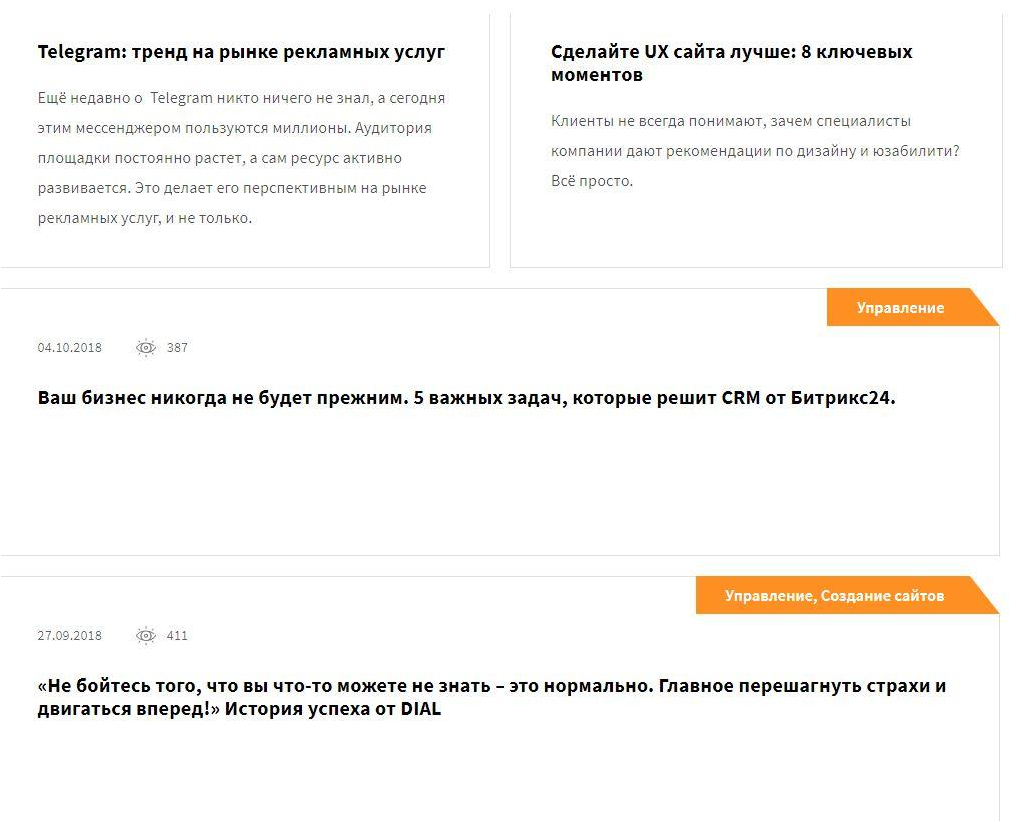 Telegram: тренд на рынке рекламных услуг
Ещё недавно о Telegram никто ничего не знал, а сегодня
этим мессенджером пользуются миллионы. Аудитория
площадки постоянно растет, а сам ресурс активно
развивается. Это делает его перспективным на рынке
рекламных услуг, и не только.
Сделайте UX сайта лучше: 8 ключевых
моментов
Клиенты не всегда понимают, зачем специалисты
компании дают рекомендации по дизайну и юзабилити?
Всё просто.
Управление
04.10.2018 387
Ваш бизнес никогда не будет прежним. 5 важных задач, которые решит CRM от Битрикс24.
Управление, Создание сайтов
27.09.2018 411
«Не бойтесь того, что вы что-то можете не знать – это нормально. Главное перешагнуть страхи и
двигаться вперед!» История успеха от DIAL